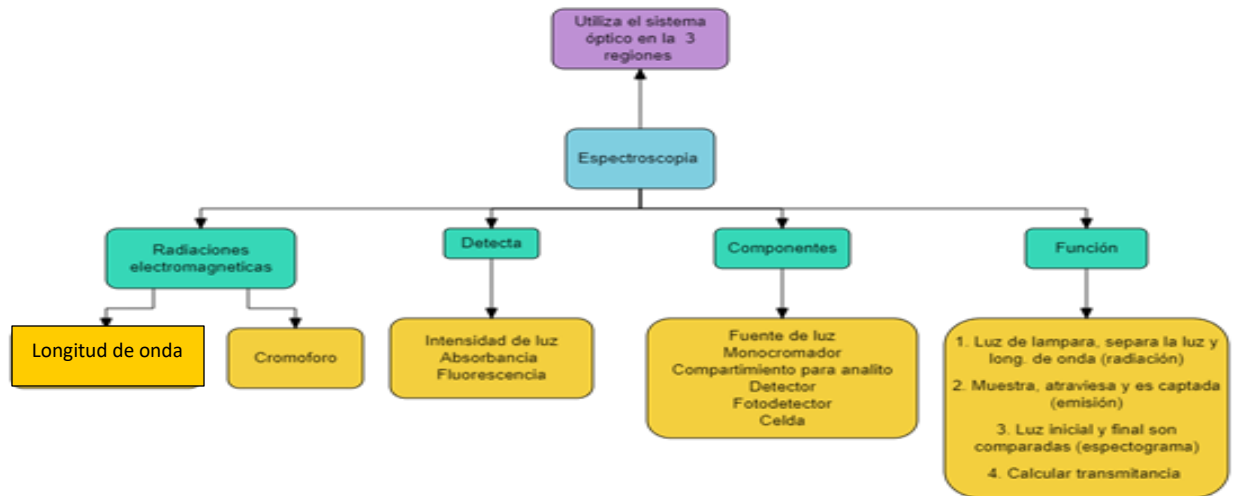 Utiliza el sistema
óptico en la 3
regiones
Espectroscopia
Radiaciones
electromagneticas
Detecta
Componentes
Función
Longitud de onda
Cromoforo
Intensidad de luz
Absorbancia
Fluorescencia
Fuente de luz
Monocromador
Compartimiento para analito
Detector
Fotodetector
Celda
1. Luz de lampara, separa la luz y
long. de onda (radiación)
2. Muestra, atraviesa y es captada
(emisión)
3. Luz inicial y final son
comparadas (espectograma)
4. Calcular transmitancia